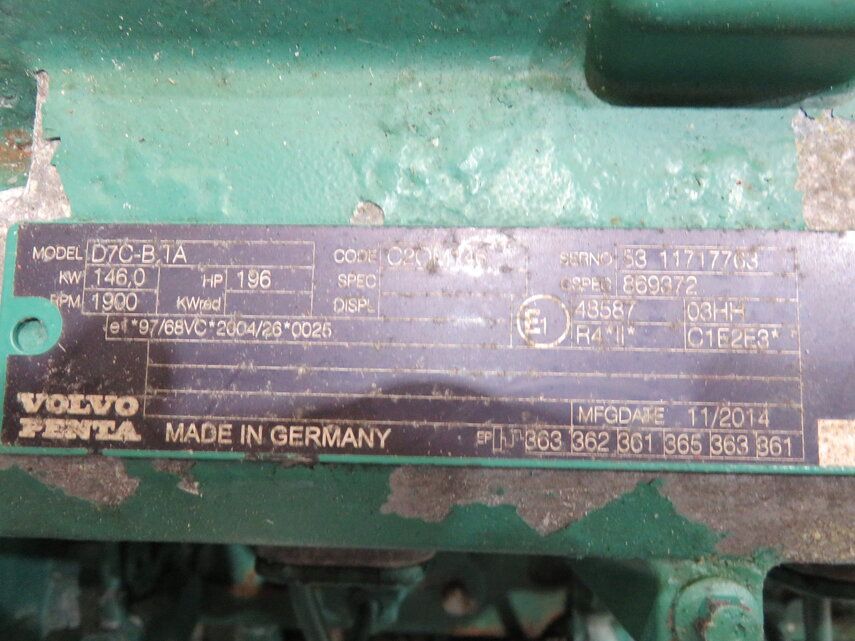 MODEL D7C-B.1A CODE SERNO 53 11717763
KW 146,0 HP 196 SPEC CSPEC 869372
RPM 1900 KWred DISPL E1 48587 03HH
e1*97/68VC*2004/26*0025 R4*II* C1E2E3*
VOLVO
PENTA
MFGDATE 11/2014
MADE IN GERMANY EP 363 362 361 365 363 361